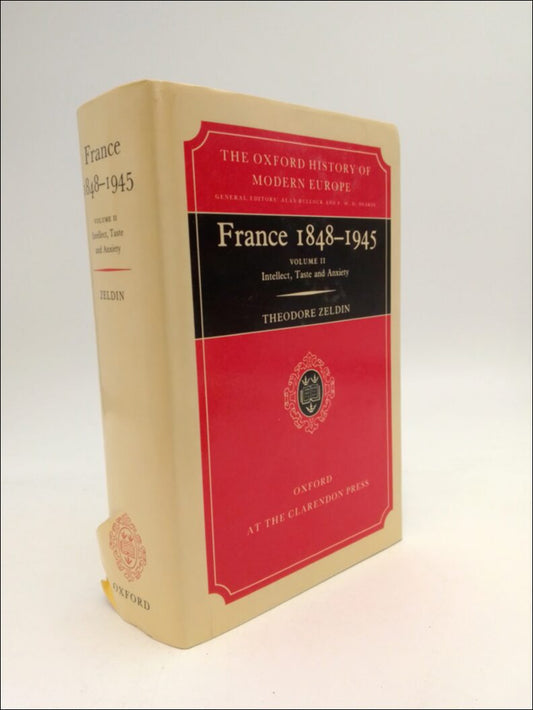 France
1848–1945
VOLUME II
Intellect, Taste
and Anxiety
ZELDIN
OXFORD
THE OXFORD HISTORY OF
MODERN EUROPE
GENERAL EDITORS: ALAN BULLOCK AND F. W. D. DEAKIN
France 1848–1945
VOLUME II
Intellect, Taste and Anxiety
THEODORE ZELDIN
OXFORD
AT THE CLARENDON PRESS